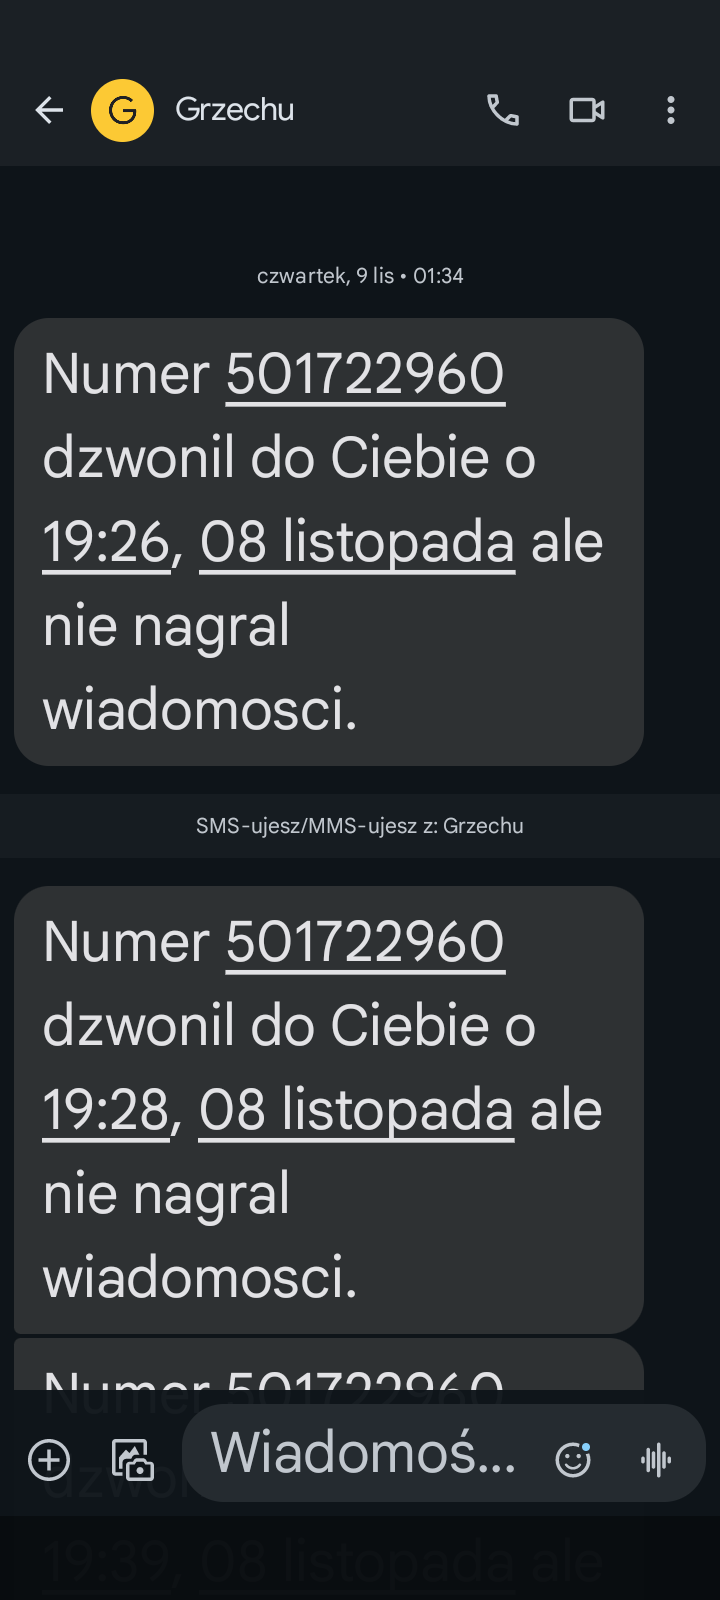 G Grzechu
czwartek, 9 lis • 01:34
Numer 501722960
dzwonil do Ciebie o
19:26, 08 listopada ale
nie nagral
wiadomosci.
SMS-ujesz/MMS-ujesz z: Grzechu
Numer 501722960
dzwonil do Ciebie o
19:28, 08 listopada ale
nie nagral
wiadomosci.
Numer 501722960
Wiadomoś...
19:39, 08 listopada ale